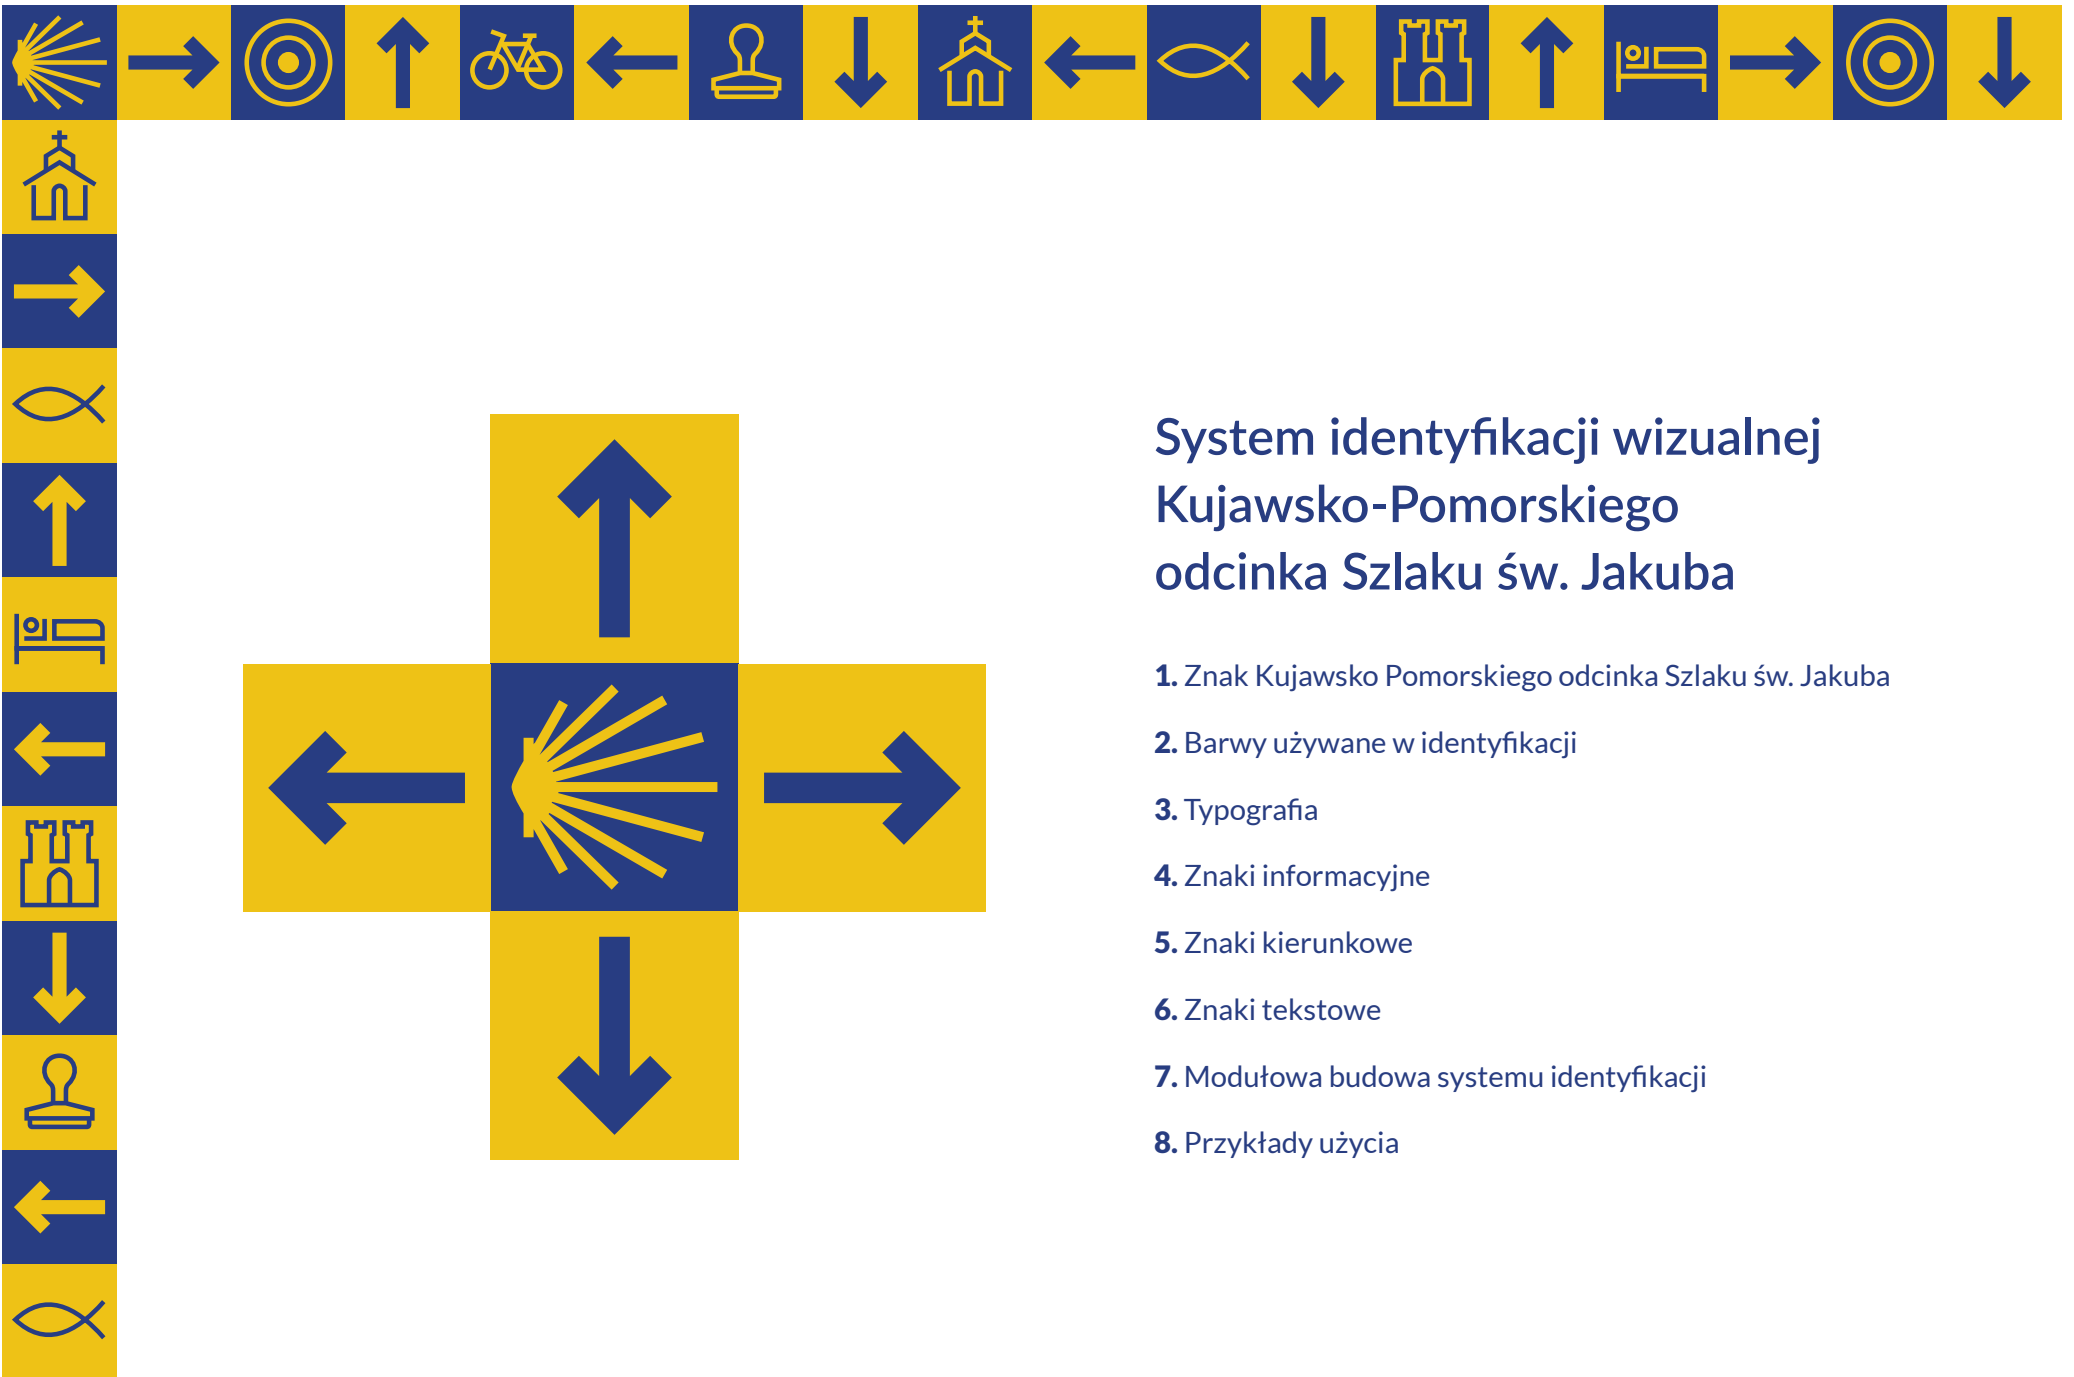 System identyfikacji wizualnej
Kujawsko-Pomorskiego
odcinka Szlaku św. Jakuba
1. Znak Kujawsko Pomorskiego odcinka Szlaku św. Jakuba
2. Barwy używane w identyfikacji
3. Typografia
4. Znaki informacyjne
5. Znaki kierunkowe
6. Znaki tekstowe
7. Modułowa budowa systemu identyfikacji
8. Przykłady użycia